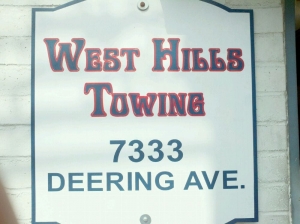 WEST HILLS
TOWING
7333
DEERING AVE.